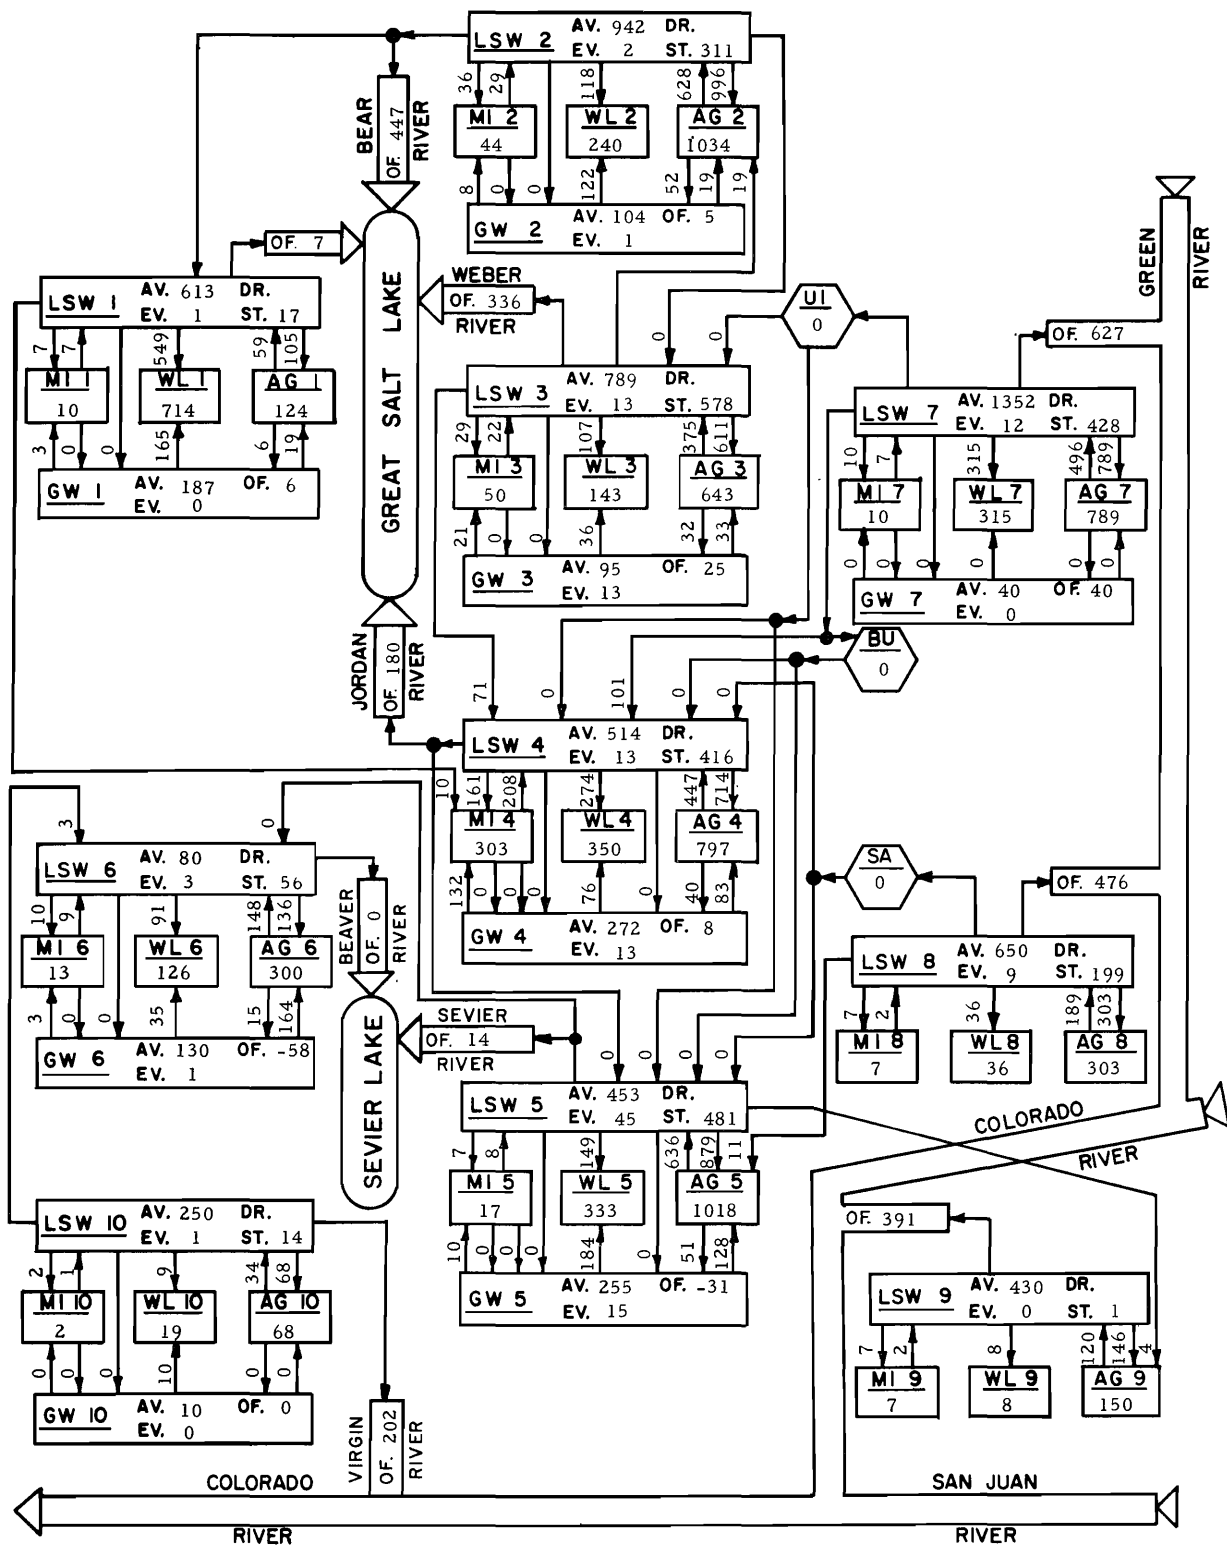 LSW 2 AV. 942 DR.
EV. 2 ST. 311
36 29 118 628 996
MI 2 WL 2 AG 2
44 240 1034
8 0 0 122 52 19 19
GW 2 AV. 104 OF. 5
EV. 1
BEAR RIVER
OF. 447
OF. 7
GREAT SALT LAKE
WEBER
OF. 336
RIVER
LSW 1 AV. 613 DR.
EV. 1 ST. 17
7 7 549 59 105
MI 1 WL 1 AG 1
10 714 124
3 0 0 165 6 19
GW 1 AV. 187 OF. 6
EV. 0
UI
0
0 0
LSW 3 AV. 789 DR.
EV. 13 ST. 578
29 22 107 375 611
MI 3 WL 3 AG 3
50 143 643
21 0 0 36 32 33
GW 3 AV. 95 OF. 25
EV. 13
GREEN RIVER
OF. 627
LSW 7 AV. 1352 DR.
EV. 12 ST. 428
10 7 315 496 789
MI 7 WL 7 AG 7
10 315 789
0 0 0 0 0 0
GW 7 AV. 40 OF. 40
EV. 0
BU
0
JORDAN RIVER
OF. 180
71 0 101 0 0
LSW 4 AV. 514 DR.
EV. 13 ST. 416
10 161 208 274 447 714
MI 4 WL 4 AG 4
303 350 797
132 0 0 0 76 0 40 83
GW 4 AV. 272 OF. 8
EV. 13
3 0
LSW 6 AV. 80 DR.
EV. 3 ST. 56
10 9 91 148 136
MI 6 WL 6 AG 6
13 126 300
3 0 0 35 15 164
GW 6 AV. 130 OF. -58
EV. 1
BEAVER RIVER
OF. 0
SEVIER LAKE
SEVIER
OF. 14
RIVER
SA
0
OF. 476
LSW 8 AV. 650 DR.
EV. 9 ST. 199
7 2 36 189 303
MI 8 WL 8 AG 8
7 36 303
0 0 0 0
LSW 5 AV. 453 DR.
EV. 45 ST. 481
7 8 149 636 879 11
MI 5 WL 5 AG 5
17 333 1018
10 0 0 0 184 0 51 128
GW 5 AV. 255 OF. -31
EV. 15
COLORADO
RIVER
OF. 391
LSW 9 AV. 430 DR.
EV. 0 ST. 1
7 2 8 120 146 4
MI 9 WL 9 AG 9
7 8 150
LSW 10 AV. 250 DR.
EV. 1 ST. 14
2 1 9 34 68
MI 10 WL 10 AG 10
2 19 68
0 0 0 10 0 0
GW 10 AV. 10 OF. 0
EV. 0
VIRGIN RIVER
OF. 202
COLORADO
RIVER
SAN JUAN
RIVER